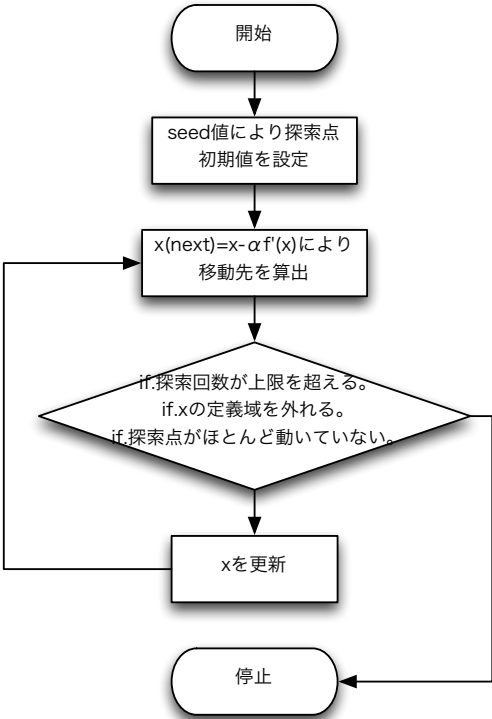 開始
seed値により探索点
初期値を設定
x(next)=x-αf'(x)により
移動先を算出
if.探索回数が上限を超える。
if.xの定義域を外れる。
if.探索点がほとんど動いていない。
xを更新
停止